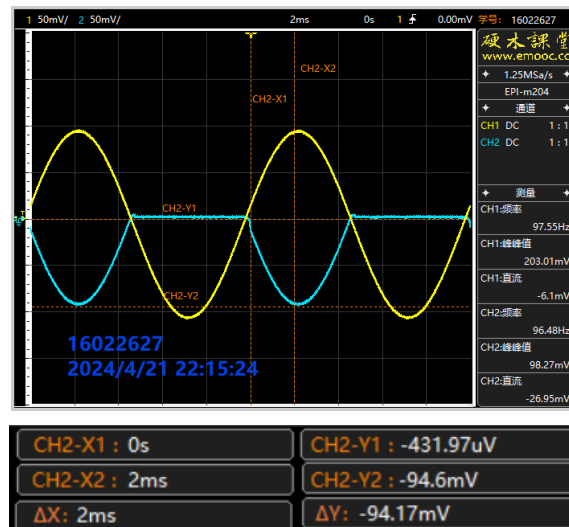 1 50mV/ 2 50mV/ 2ms 0s 1 0.00mV 学号: 16022627
硬木課堂
www.emooc.cc
1.25MSa/s
EPI-m204
通道
CH1 DC 1:1
CH2 DC 1:1
测量
CH1:频率
97.55Hz
CH1:峰峰值
203.01mV
CH1:直流
-6.1mV
CH2:频率
96.48Hz
CH2:峰峰值
98.27mV
CH2:直流
-26.95mV
CH2-X2
CH2-X1
CH2-Y1
CH2-Y2
16022627
2024/4/21 22:15:24
CH2-X1 : 0s CH2-Y1 : -431.97uV
CH2-X2 : 2ms CH2-Y2 : -94.6mV
ΔX: 2ms ΔY: -94.17mV